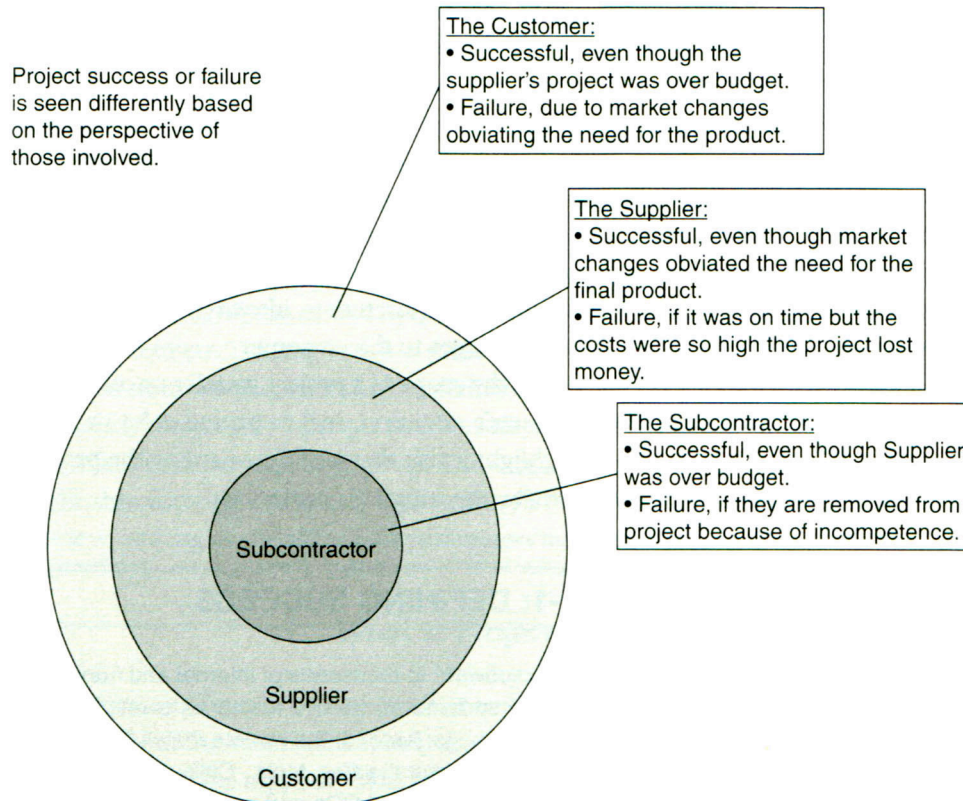 Project success or failure
is seen differently based
on the perspective of
those involved.
The Customer:
• Successful, even though the
supplier's project was over budget.
• Failure, due to market changes
obviating the need for the product.
The Supplier:
• Successful, even though market
changes obviated the need for the
final product.
• Failure, if it was on time but the
costs were so high the project lost
money.
The Subcontractor:
• Successful, even though Supplier
was over budget.
• Failure, if they are removed from
project because of incompetence.
Subcontractor
Supplier
Customer